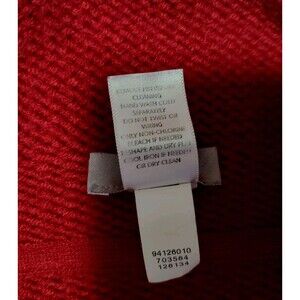 CLEANING
HAND WASH COLD
SEPARATELY
DO NOT TWIST OR
WRING
ONLY NON-CHLORINE
BLEACH IF NEEDED
RESHAPE AND DRY FLAT
COOL IRON IF NEEDED
OR DRY CLEAN
94126010
703564
128134